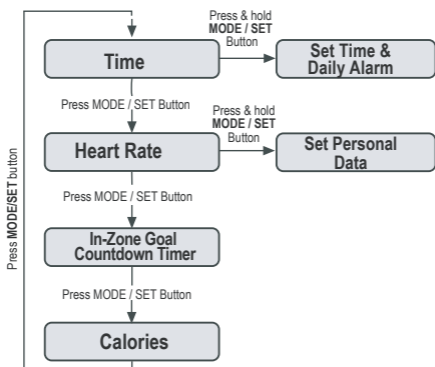 Press & hold
MODE / SET
Button
Time
Set Time &
Daily Alarm
Press MODE / SET Button
Press & hold
MODE / SET
Button
Heart Rate
Set Personal
Data
Press MODE / SET Button
In-Zone Goal
Countdown Timer
Press MODE / SET Button
Calories
Press MODE/SET button